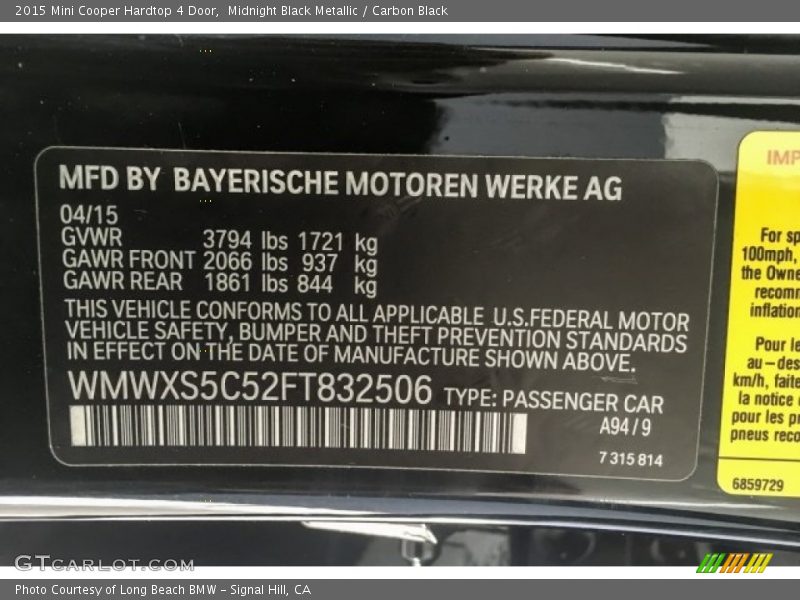 2015 Mini Cooper Hardtop 4 Door,  Midnight Black Metallic / Carbon Black
MFD BY BAYERISCHE MOTOREN WERKE AG
04/15
GVWR 3794 lbs 1721 kg
GAWR FRONT 2066 lbs 937 kg
GAWR REAR 1861 lbs 844 kg
THIS VEHICLE CONFORMS TO ALL APPLICABLE U.S.FEDERAL MOTOR
VEHICLE SAFETY, BUMPER AND THEFT PREVENTION STANDARDS
IN EFFECT ON THE DATE OF MANUFACTURE SHOWN ABOVE.
WMWXS5C52FT832506 TYPE: PASSENGER CAR
A94/9
7 315 814
IMP
For sp
100mph,
the Owne
recomm
inflation
Pour le
au-des
km/h, faite
la notice
pour les p
pneus reco
6859729
GTCARLOT.COM
Photo Courtesy of Long Beach BMW - Signal Hill, CA